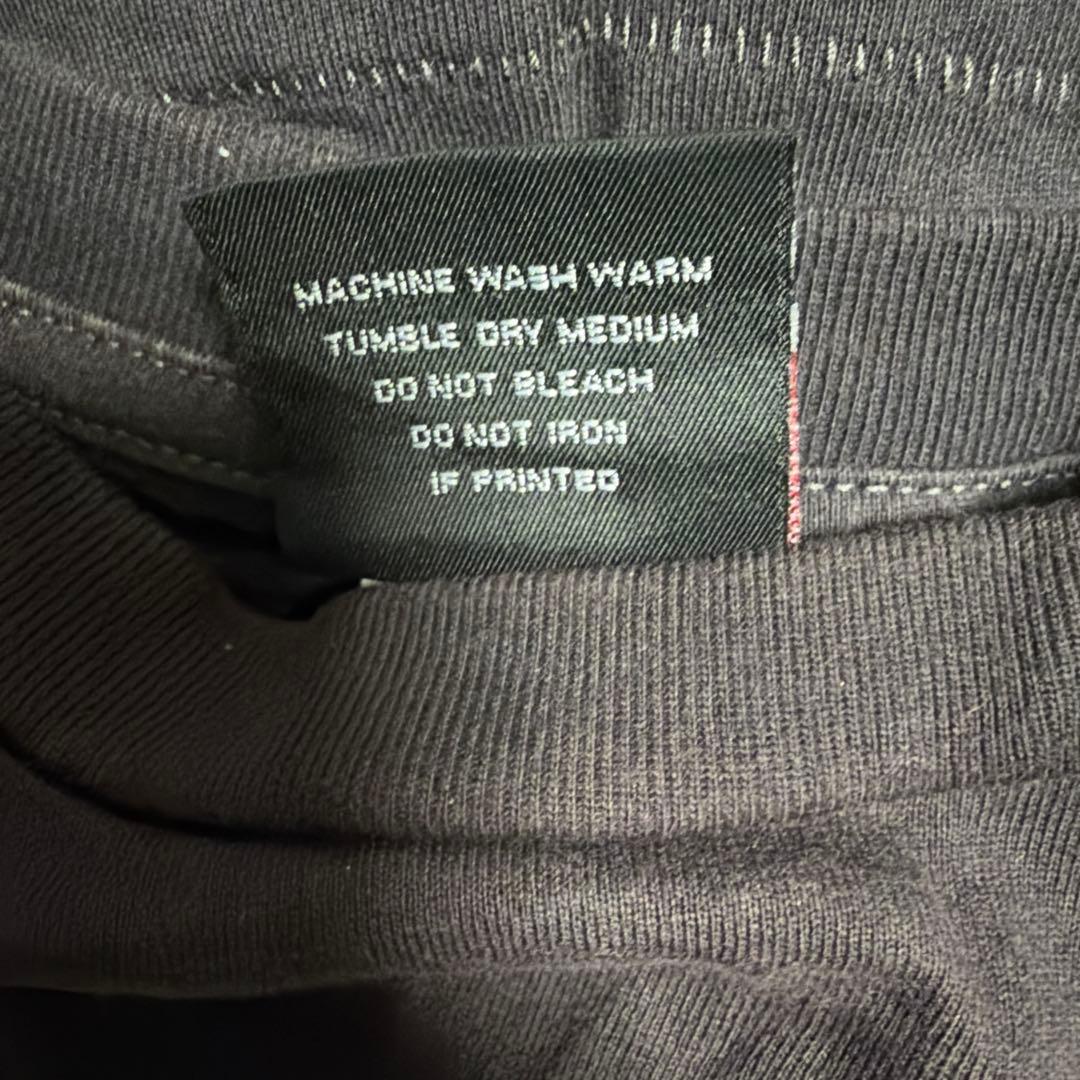 MACHINE WASH WARM
TUMBLE DRY MEDIUM
DO NOT BLEACH
DO NOT IRON
IF PRINTED